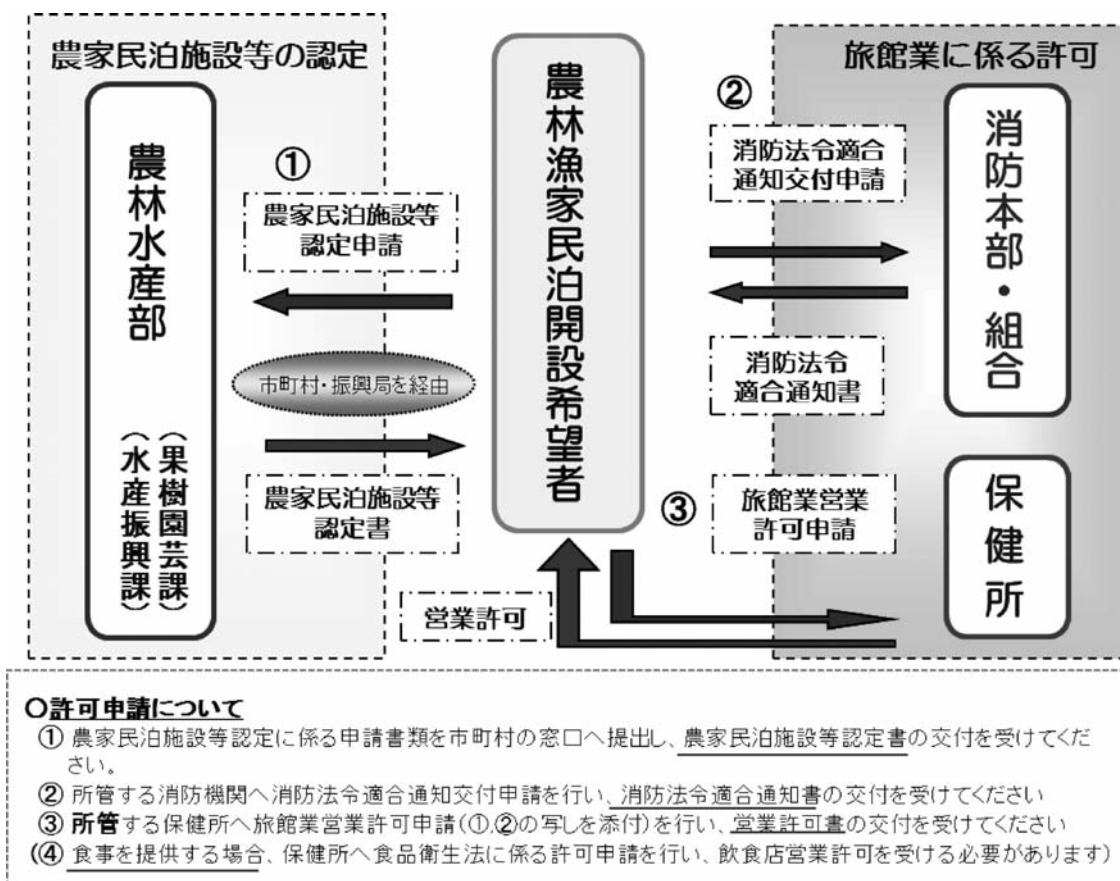 農家民泊施設等の認定
農林水産部
（果樹園芸課）
（水産振興課）
①
農家民泊施設等
認定申請
市町村・振興局を経由
農家民泊施設等
認定書
農林漁家民泊開設希望者
旅館業に係る許可
②
消防法令適合
通知交付申請
消防法令
適合通知書
消防本部・組合
③
旅館業営業
許可申請
営業許可
保健所
○許可申請について
① 農家民泊施設等認定に係る申請書類を市町村の窓口へ提出し、農家民泊施設等認定書の交付を受けてくだ
さい。
② 所管する消防機関へ消防法令適合通知交付申請を行い、消防法令適合通知書の交付を受けてください
③ 所管する保健所へ旅館業営業許可申請(①,②の写しを添付)を行い、営業許可書の交付を受けてください
(④ 食事を提供する場合、保健所へ食品衛生法に係る許可申請を行い、飲食店営業許可を受ける必要があります)